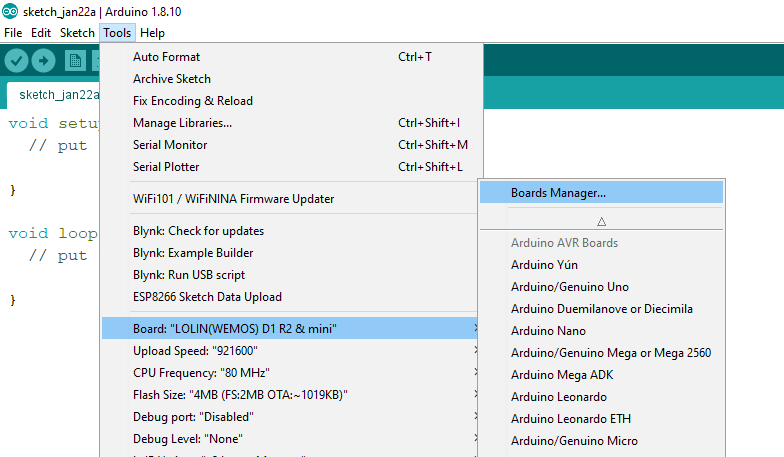 sketch_jan22a | Arduino 1.8.10
File Edit Sketch Tools Help
sketch_jan22a
void setu
// put
}
void loop
// put
}
Auto Format Ctrl+T
Archive Sketch
Fix Encoding & Reload
Manage Libraries... Ctrl+Shift+I
Serial Monitor Ctrl+Shift+M
Serial Plotter Ctrl+Shift+L
WiFi101 / WiFiNINA Firmware Updater
Blynk: Check for updates
Blynk: Example Builder
Blynk: Run USB script
ESP8266 Sketch Data Upload
Board: "LOLIN(WEMOS) D1 R2 & mini"
Upload Speed: "921600"
CPU Frequency: "80 MHz"
Flash Size: "4MB (FS:2MB OTA:~1019KB)"
Debug port: "Disabled"
Debug Level: "None"
Boards Manager...
Arduino AVR Boards
Arduino Yún
Arduino/Genuino Uno
Arduino Duemilanove or Diecimila
Arduino Nano
Arduino/Genuino Mega or Mega 2560
Arduino Mega ADK
Arduino Leonardo
Arduino Leonardo ETH
Arduino/Genuino Micro